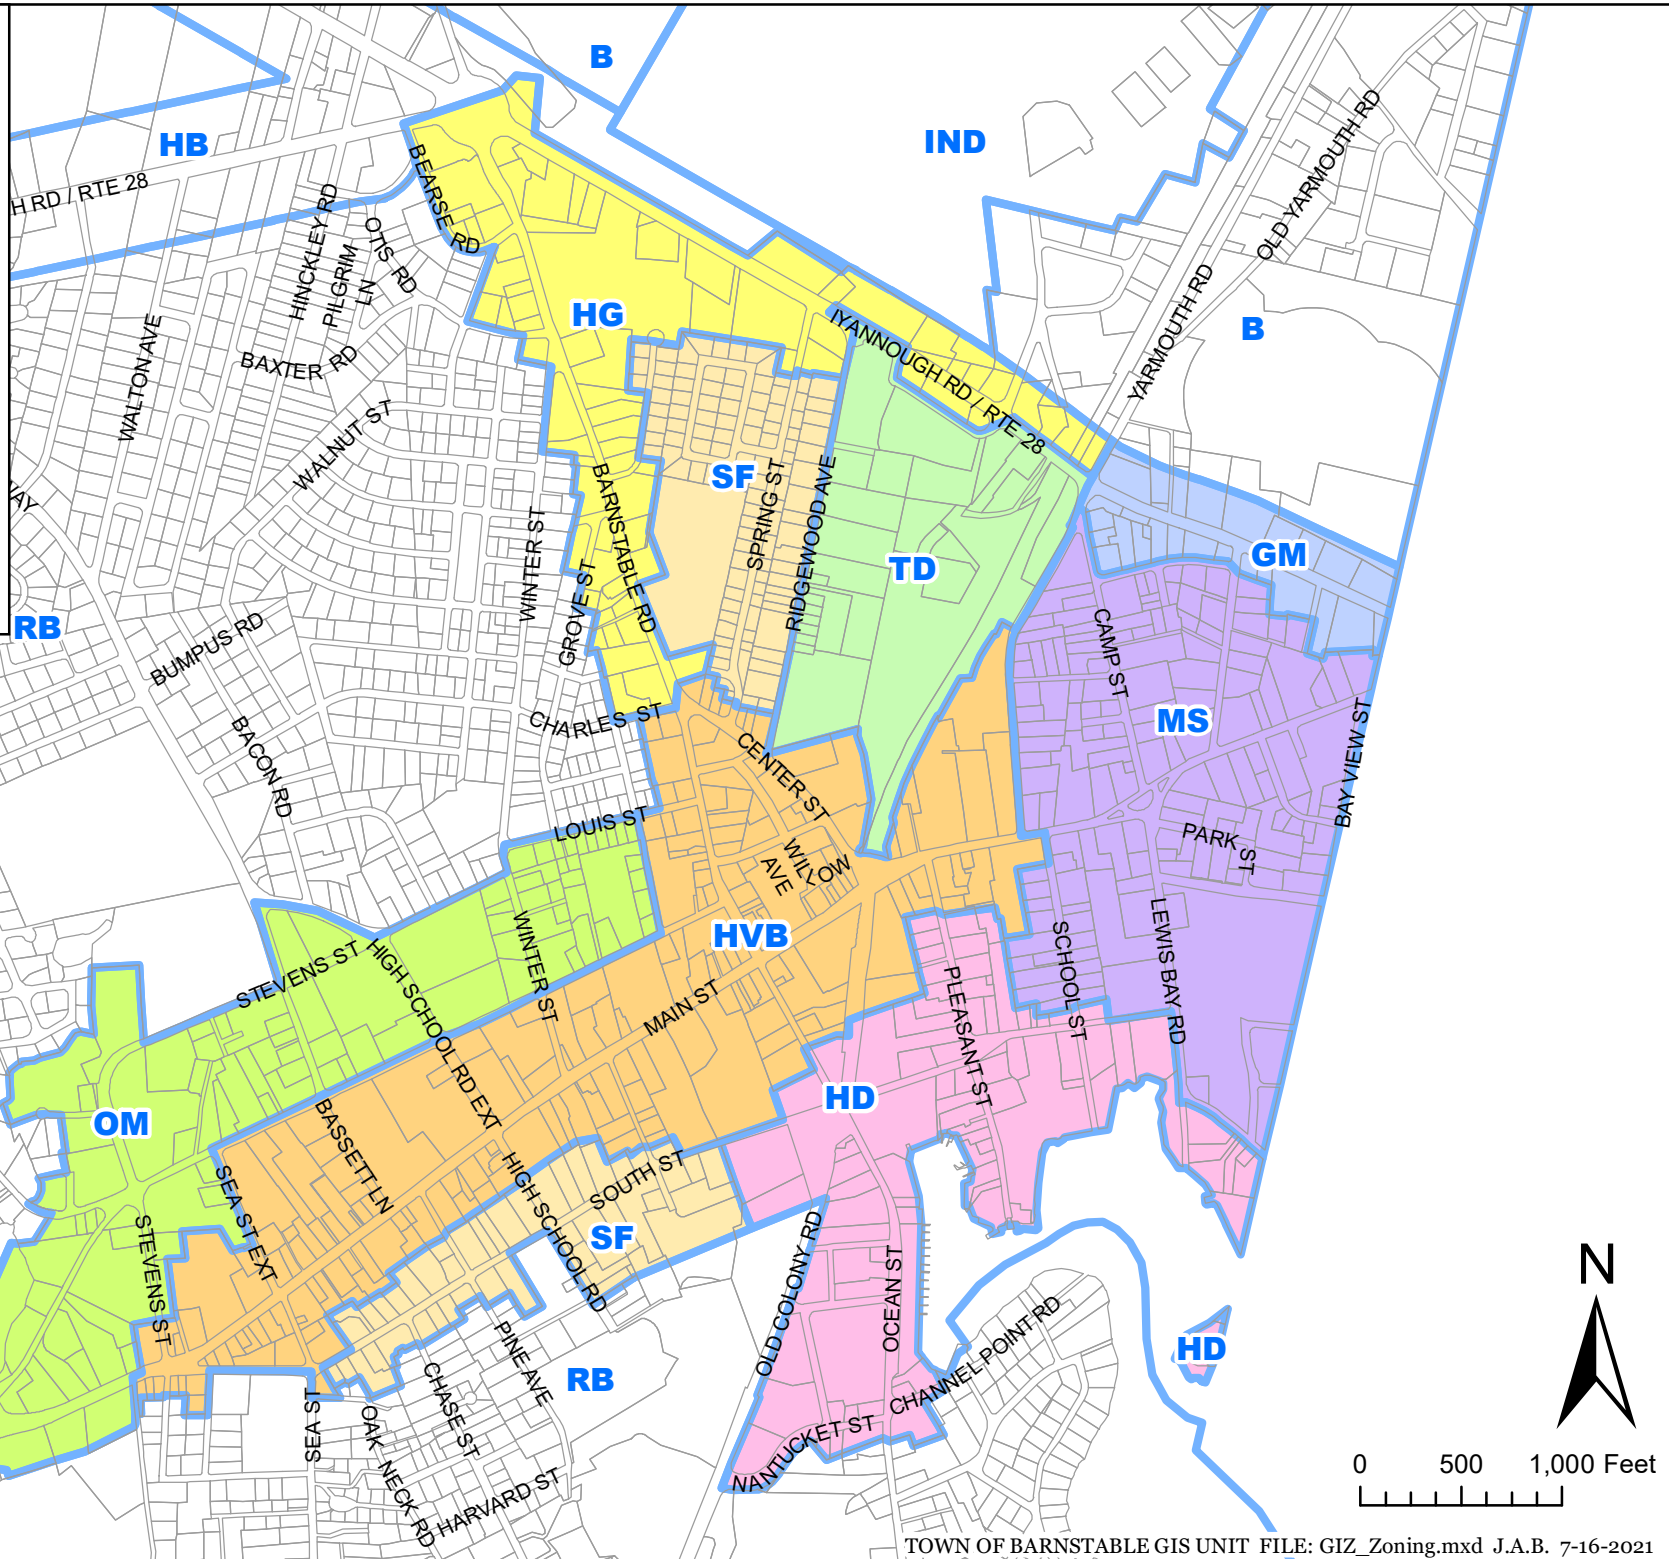 B
HB
IND
H RD / RTE 28
BEARSE RD
OLD YARMOUTH RD
HINCKLEY RD
PILGRIM
LN
OTIS RD
YARMOUTH RD
B
HG
IYANNOUGH RD / RTE 28
WALTON AVE
BAXTER RD
WALNUT ST
SF
SPRING ST
RIDGEWOOD AVE
BARNSTABLE RD
WINTER ST
GROVE ST
TD
GM
RB
BUMPUS RD
CAMP ST
MS
CHARLES ST
BACON RD
CENTER ST
BAY VIEW ST
LOUIS ST
WILLOW
AVE
PARK
ST
HVB
WINTER ST
STEVENS ST
HIGH SCHOOL RD EXT
MAIN ST
PLEASANT ST
SCHOOL ST
LEWIS BAY RD
OM
HD
BASSETT LN
SEA ST EXT
HIGH SCHOOL RD
SOUTH ST
SF
STEVENS ST
OLD COLONY RD
OCEAN ST
CHANNEL POINT RD
N
HD
RB
PINE AVE
CHASE ST
SEA ST
OAK NECK RD
NANTUCKET ST
HARVARD ST
0 500 1,000 Feet
TOWN OF BARNSTABLE GIS UNIT FILE: GIZ_Zoning.mxd J.A.B. 7-16-2021